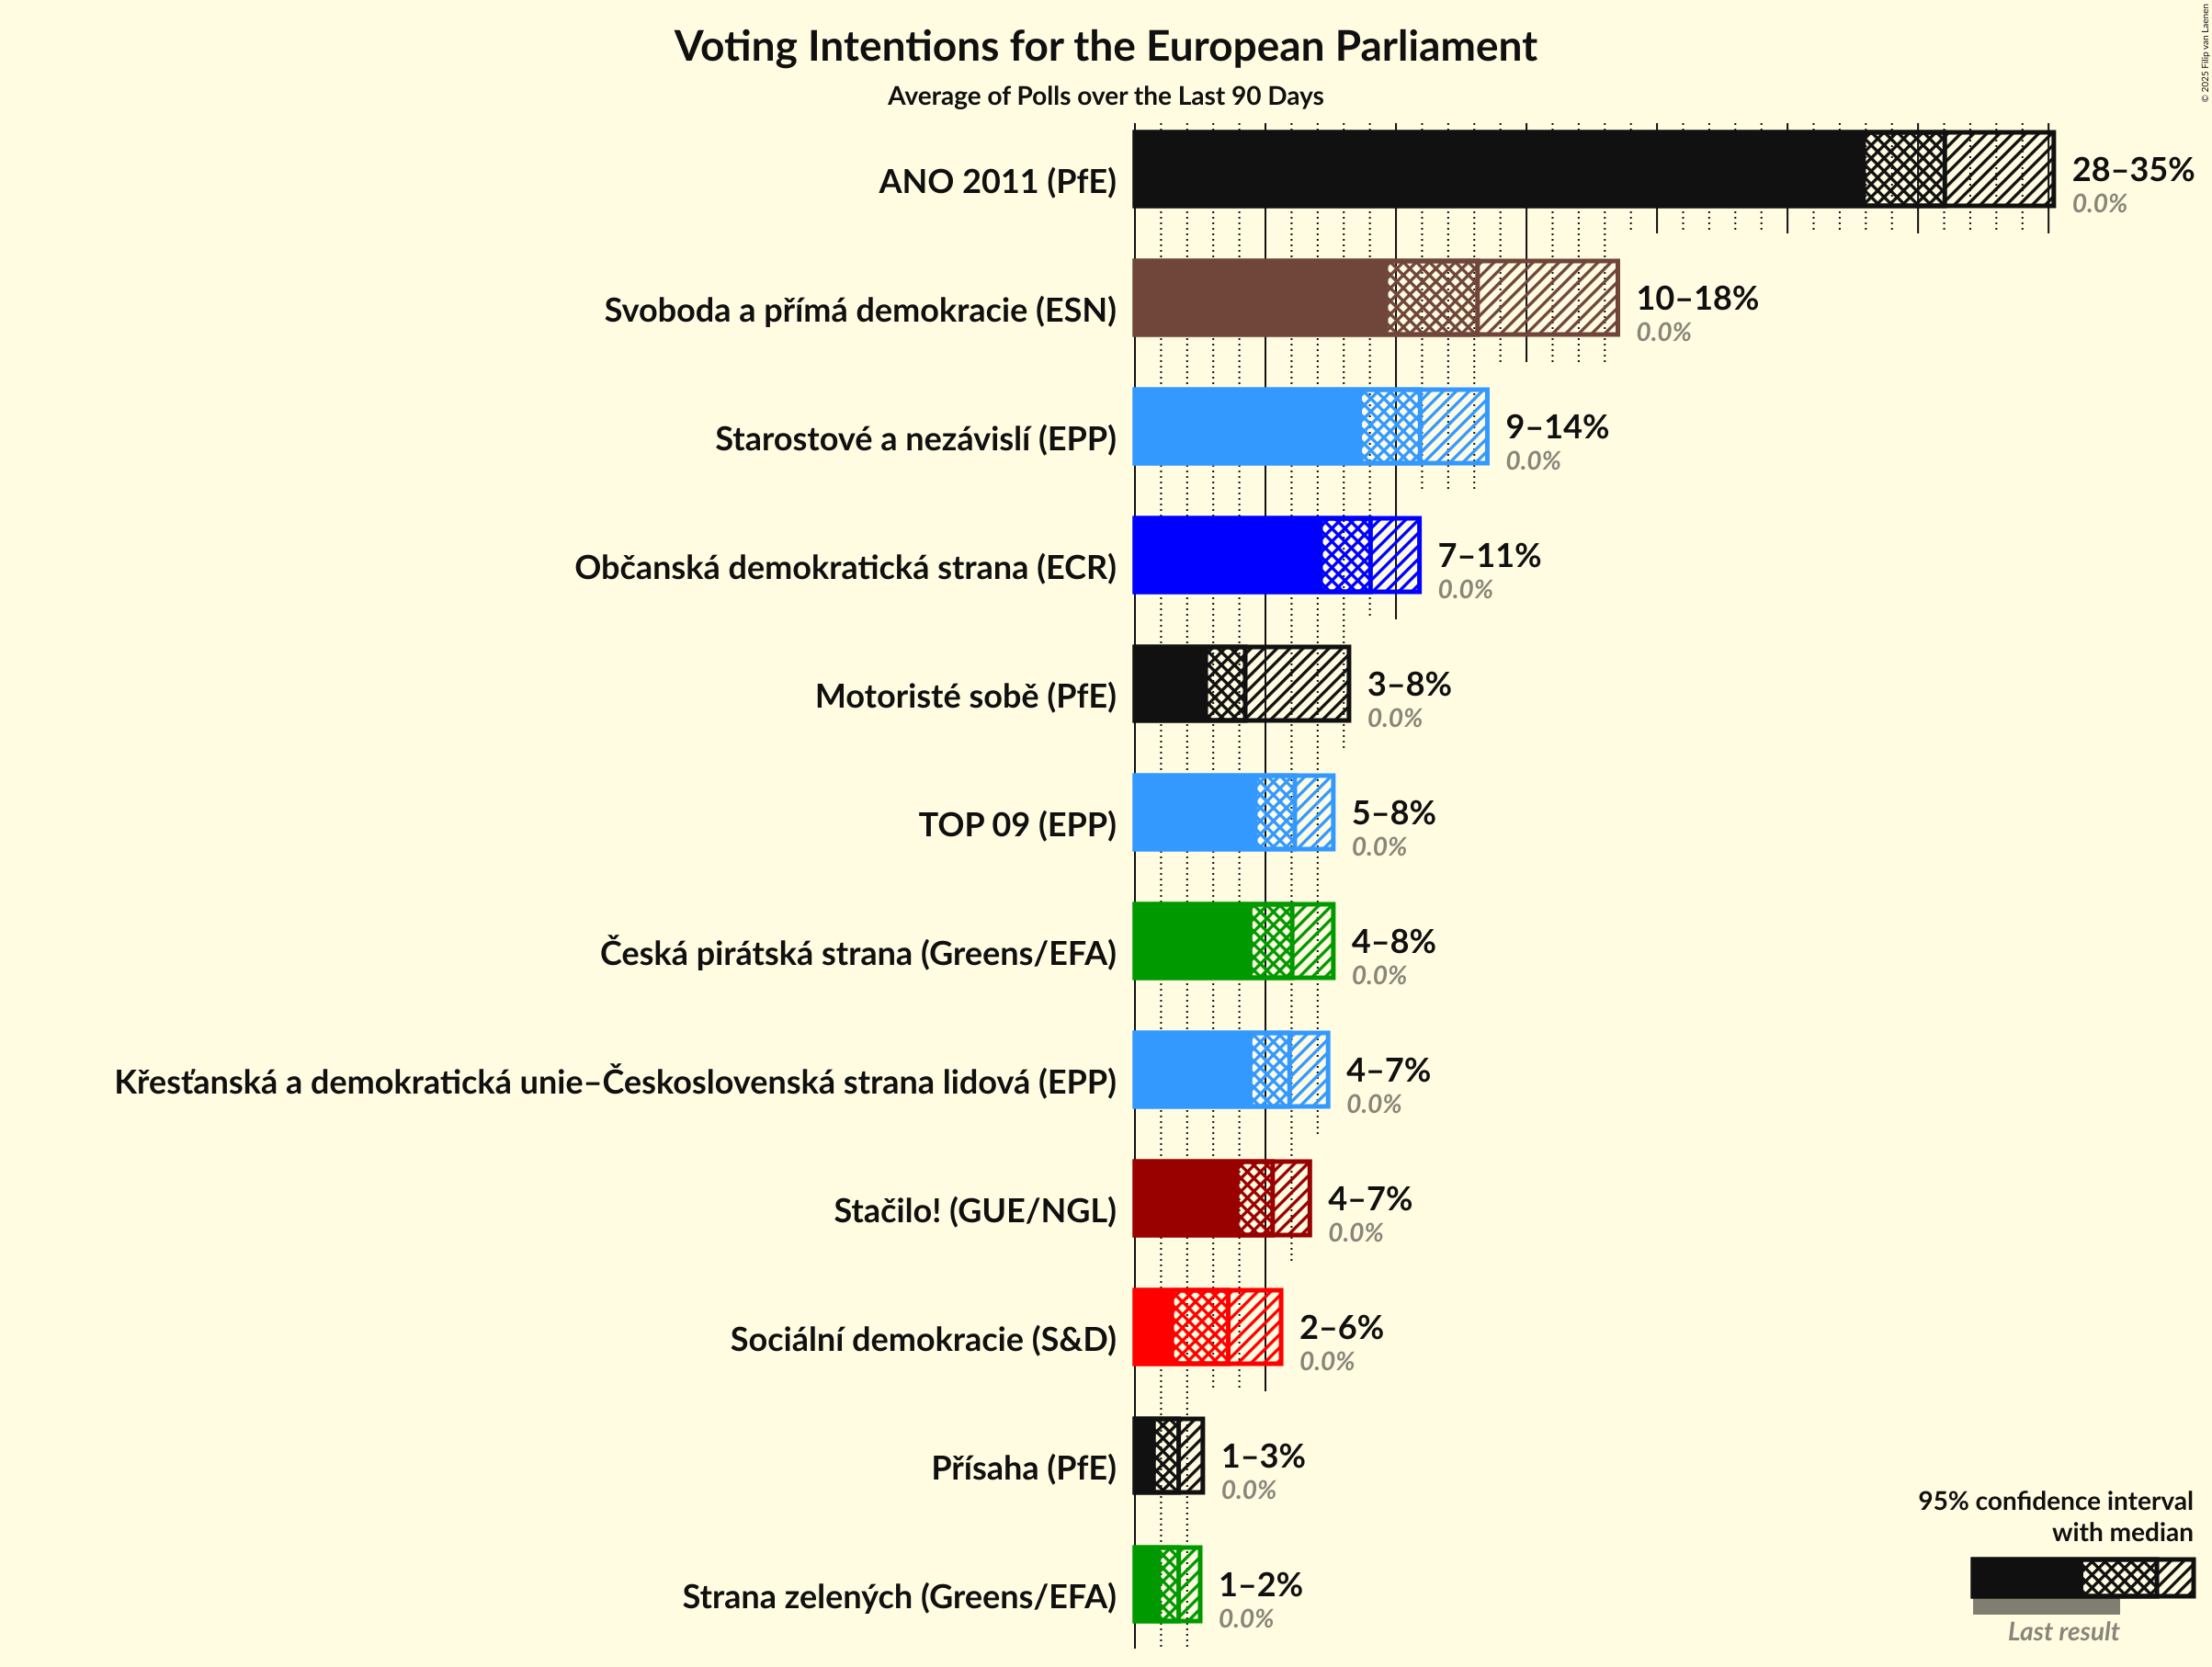 Voting Intentions for the European Parliament
Average of Polls over the Last 90 Days
© 2025 Filip van Laenen
ANO 2011 (PfE)
28–35%
0.0%
Svoboda a přímá demokracie (ESN)
10–18%
0.0%
Starostové a nezávislí (EPP)
9–14%
0.0%
Občanská demokratická strana (ECR)
7–11%
0.0%
Motoristé sobě (PfE)
3–8%
0.0%
TOP 09 (EPP)
5–8%
0.0%
Česká pirátská strana (Greens/EFA)
4–8%
0.0%
Křesťanská a demokratická unie–Československá strana lidová (EPP)
4–7%
0.0%
Stačilo! (GUE/NGL)
4–7%
0.0%
Sociální demokracie (S&D)
2–6%
0.0%
Přísaha (PfE)
1–3%
0.0%
Strana zelených (Greens/EFA)
1–2%
0.0%
95% confidence interval
with median
Last result